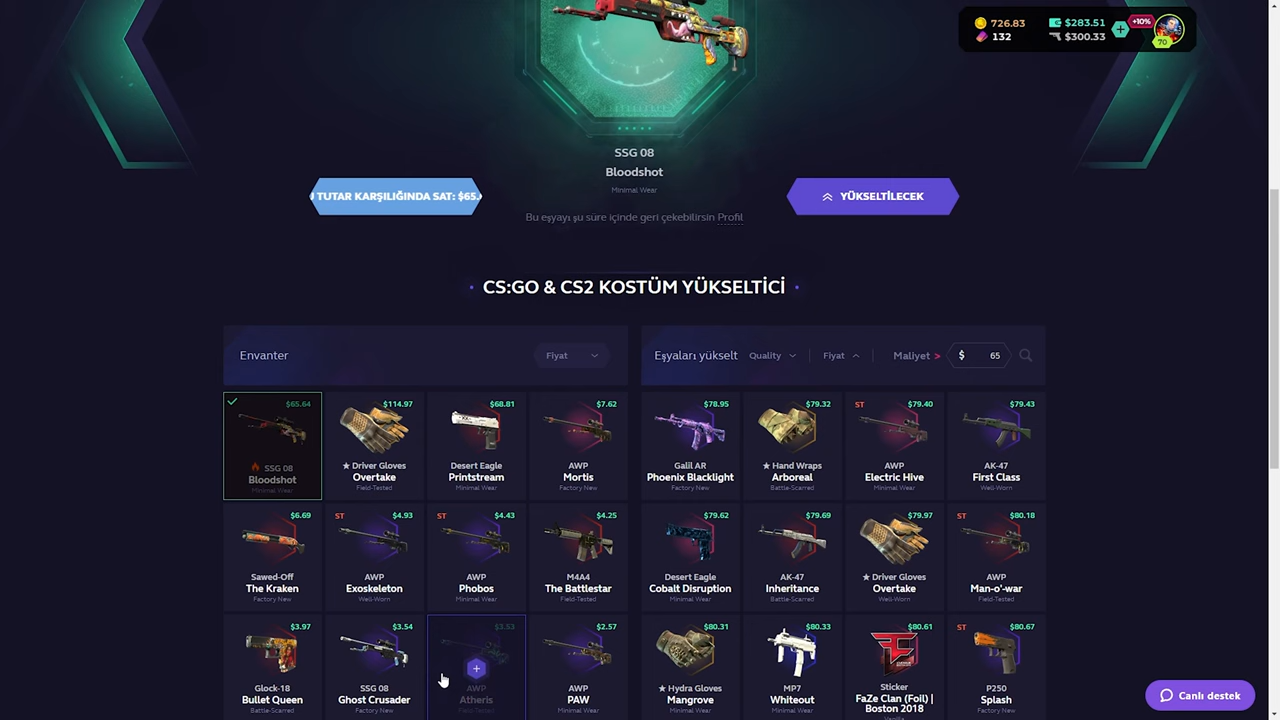 726.83
$283.51
+10%
132
$300.33
70
SSG 08
Bloodshot
Minimal Wear
TUTAR KARŞILIĞINDA SAT: $65.
YÜKSELTİLECEK
Bu eşyayı şu süre içinde geri çekebilirsin Profil
CS:GO & CS2 KOSTÜM YÜKSELTİCİ
Envanter
Fiyat
Eşyaları yükselt
Quality
Fiyat
Maliyet >
$ 65
$65.64
SSG 08
Bloodshot
Minimal Wear
$114.97
★ Driver Gloves
Overtake
Field-Tested
$68.81
Desert Eagle
Printstream
Minimal Wear
$7.62
AWP
Mortis
Factory New
$78.95
Galil AR
Phoenix Blacklight
Factory New
$79.32
★ Hand Wraps
Arboreal
Battle-Scarred
ST
$79.40
AWP
Electric Hive
Minimal Wear
$79.43
AK-47
First Class
Well-Worn
$6.69
Sawed-Off
The Kraken
Factory New
ST
$4.93
AWP
Exoskeleton
Well-Worn
ST
$4.43
AWP
Phobos
Minimal Wear
$4.25
M4A4
The Battlestar
Field-Tested
$79.62
Desert Eagle
Cobalt Disruption
Minimal Wear
$79.69
AK-47
Inheritance
Battle-Scarred
$79.97
★ Driver Gloves
Overtake
Well-Worn
ST
$80.18
AWP
Man-o'-war
Field-Tested
$3.97
Glock-18
Bullet Queen
Battle-Scarred
$3.54
SSG 08
Ghost Crusader
Factory New
$3.53
AWP
Atheris
Field-Tested
$2.57
AWP
PAW
Minimal Wear
$80.31
★ Hydra Gloves
Mangrove
Minimal Wear
$80.33
MP7
Whiteout
Minimal Wear
$80.61
Sticker
FaZe Clan (Foil) |
Boston 2018
Vanilla
ST
$80.67
P250
Splash
Factory New
Canlı destek